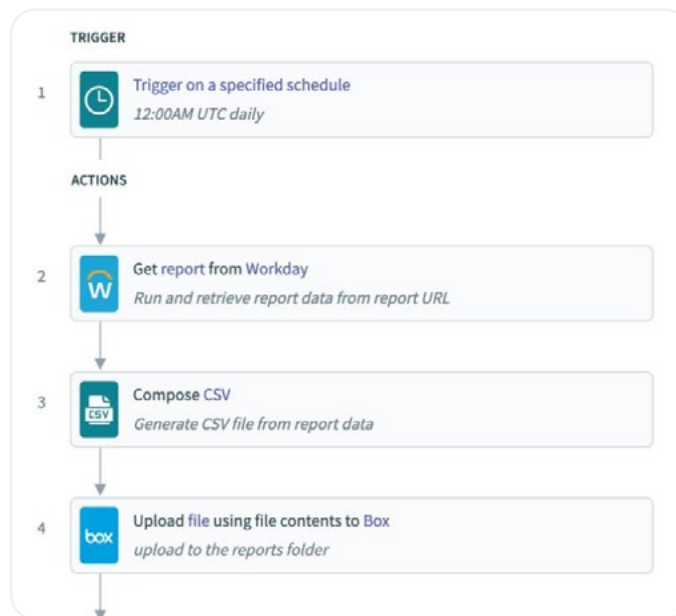 TRIGGER
1
Trigger on a specified schedule
12:00AM UTC daily
ACTIONS
2
W
Get report from Workday
Run and retrieve report data from report URL
3
CSV
Compose CSV
Generate CSV file from report data
4
box
Upload file using file contents to Box
upload to the reports folder